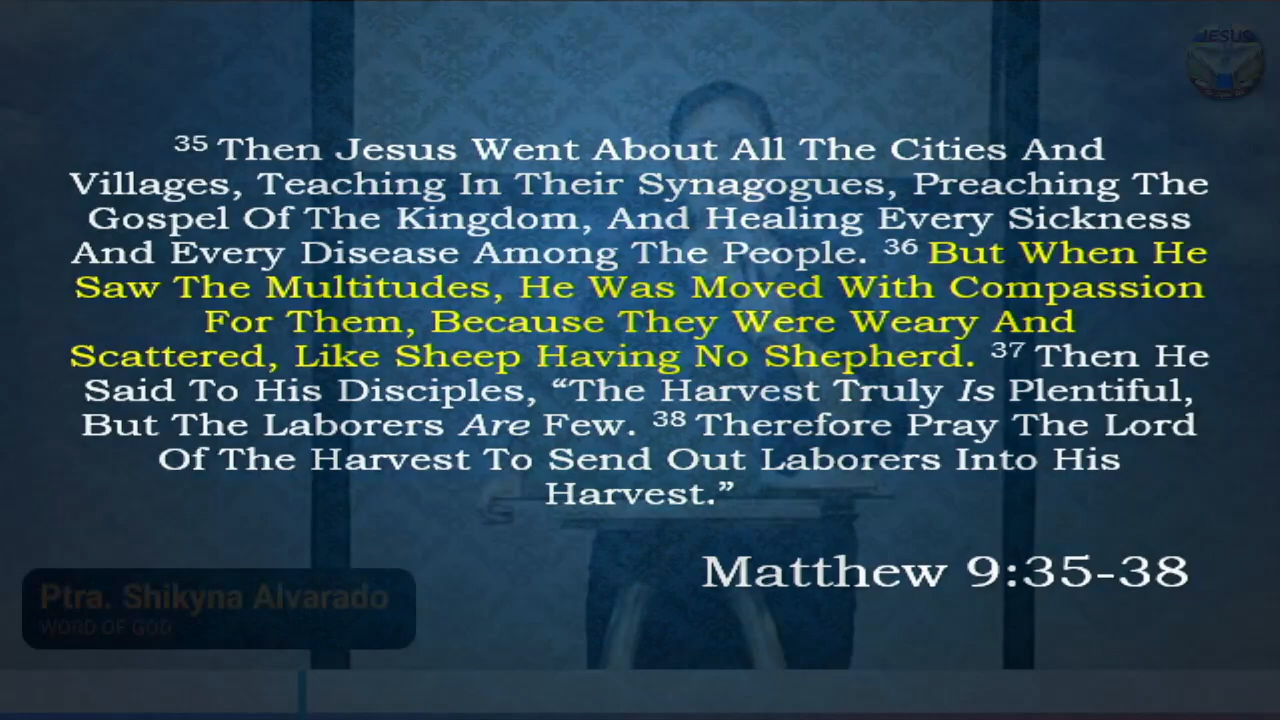 JESUS
35 Then Jesus Went About All The Cities And
Villages, Teaching In Their Synagogues, Preaching The
Gospel Of The Kingdom, And Healing Every Sickness
And Every Disease Among The People. 36 But When He
Saw The Multitudes, He Was Moved With Compassion
For Them, Because They Were Weary And
Scattered, Like Sheep Having No Shepherd. 37 Then He
Said To His Disciples, “The Harvest Truly Is Plentiful,
But The Laborers Are Few. 38 Therefore Pray The Lord
Of The Harvest To Send Out Laborers Into His
Harvest.”
Matthew 9:35-38
Ptra. Shikyna Alvarado
WORD OF GOD